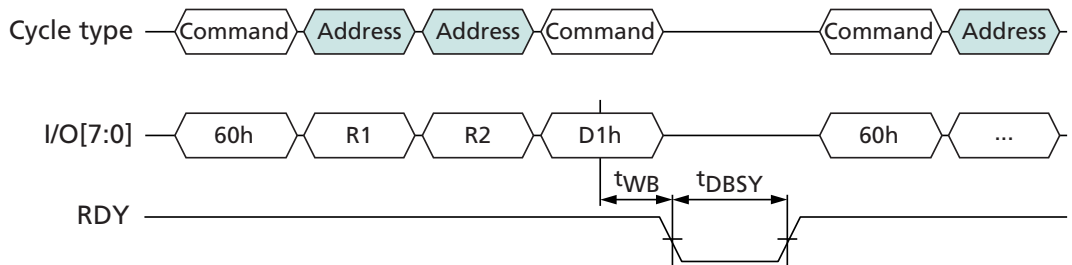 Cycle type Command Address Address Command Command Address
I/O[7:0] 60h R1 R2 D1h 60h ...
tWB tDBSY
RDY